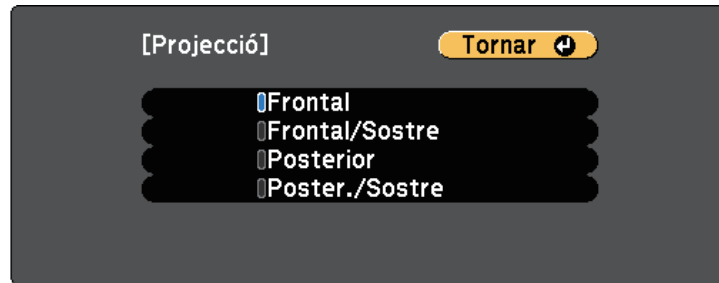 [Projecció] Tornar
Frontal
Frontal/Sostre
Posterior
Poster./Sostre